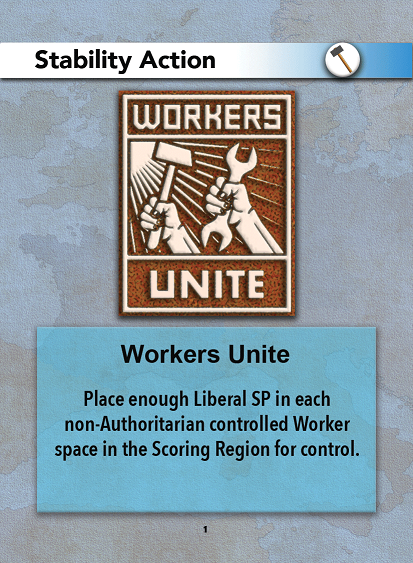 Stability Action
WORKERS
UNITE
Workers Unite
Place enough Liberal SP in each
non-Authoritarian controlled Worker
space in the Scoring Region for control.
1